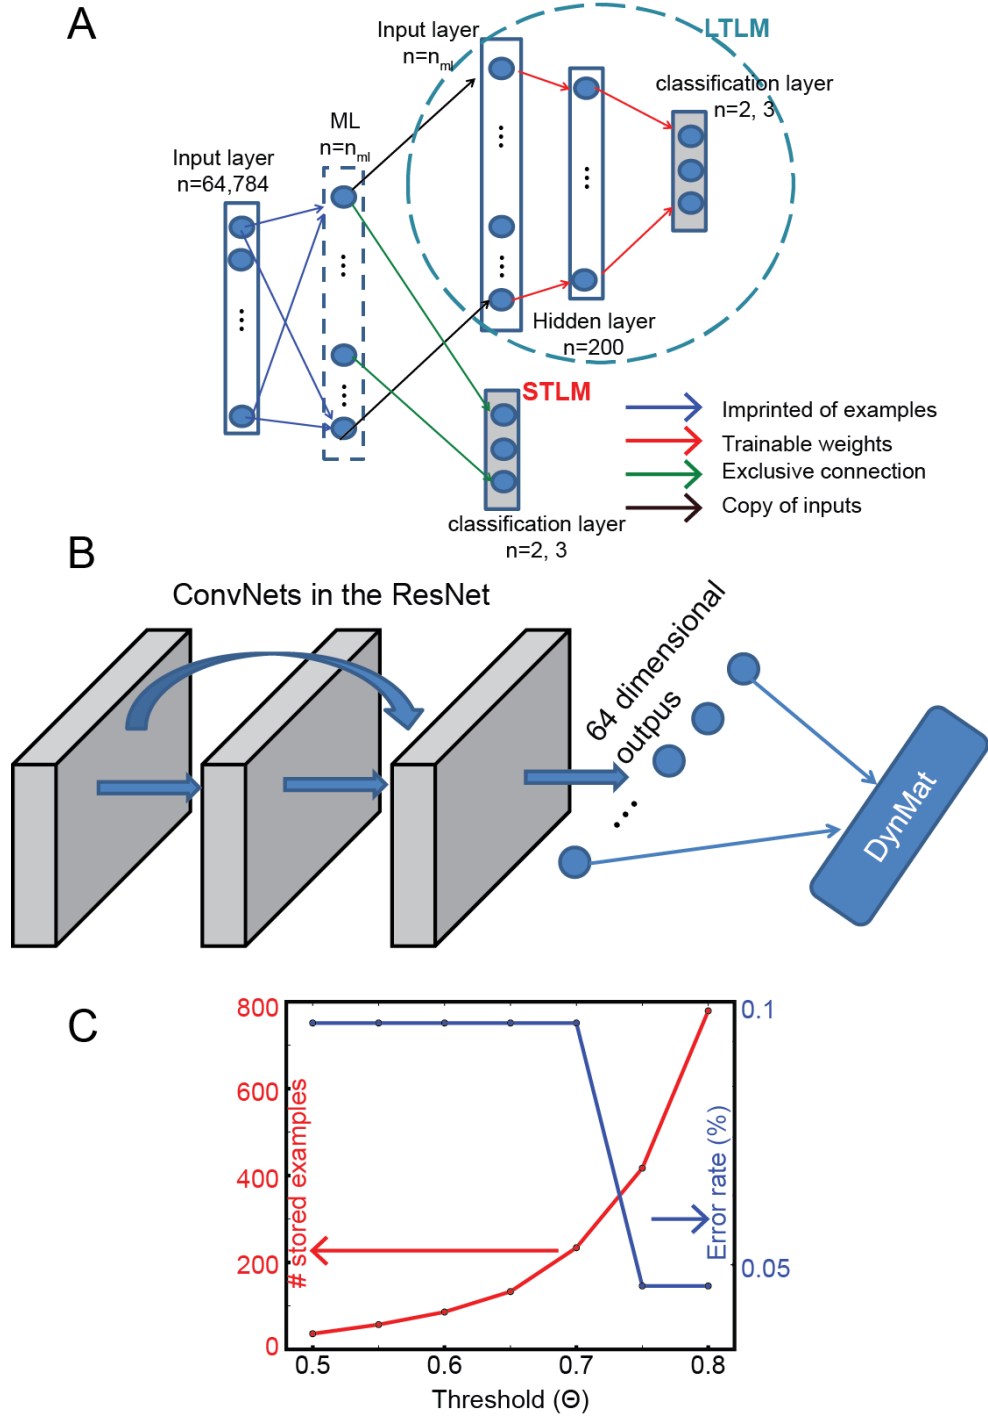 A
LTLM
Input layer
n=n_ml
classification layer
n=2, 3
ML
n=n_ml
Input layer
n=64,784
...
...
...
...
...
...
Hidden layer
n=200
STLM
Imprinted of examples
Trainable weights
Exclusive connection
Copy of inputs
classification layer
n=2, 3
B
ConvNets in the ResNet
64 dimensional
outpus
...
DynMat
C
800
600
400
200
0
# stored examples
0.1
0.05
Error rate (%)
0.5
0.6
0.7
0.8
Threshold (Θ)